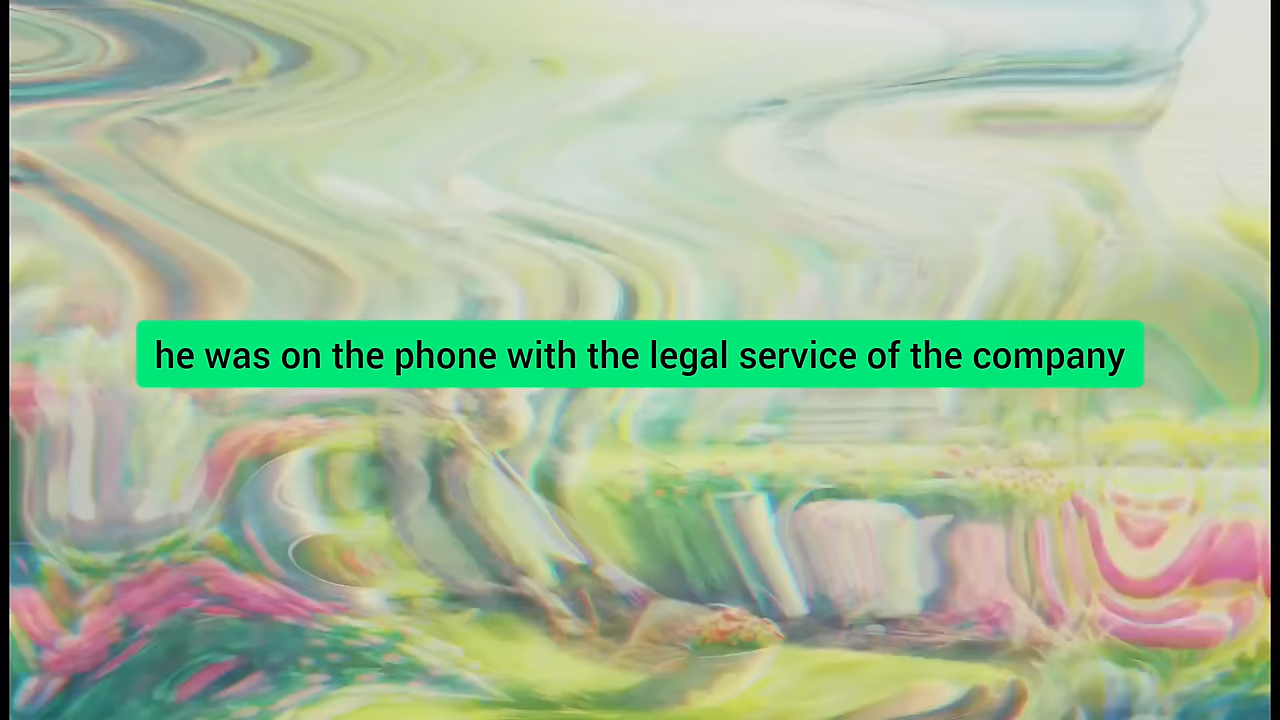 he was on the phone with the legal service of the company